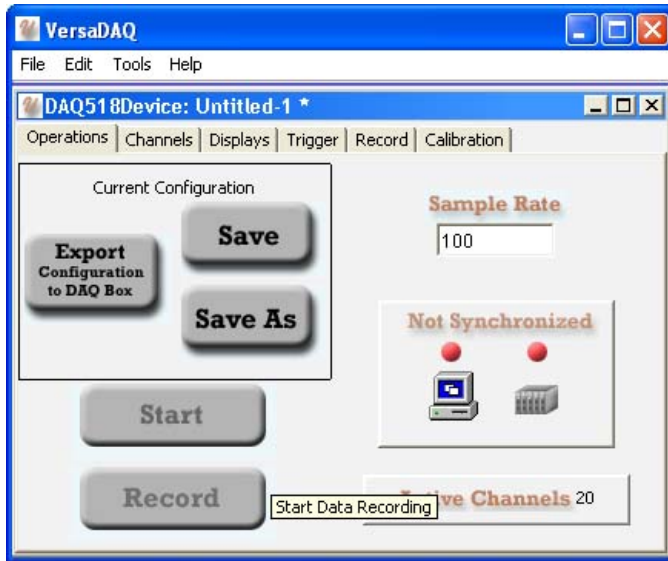 VersaDAQ
File Edit Tools Help
DAQ518Device: Untitled-1 *
Operations Channels Displays Trigger Record Calibration
Current Configuration
Export
Configuration
to DAQ Box
Save
Save As
Start
Record
Start Data Recording
Sample Rate
100
Not Synchronized
Channels 20